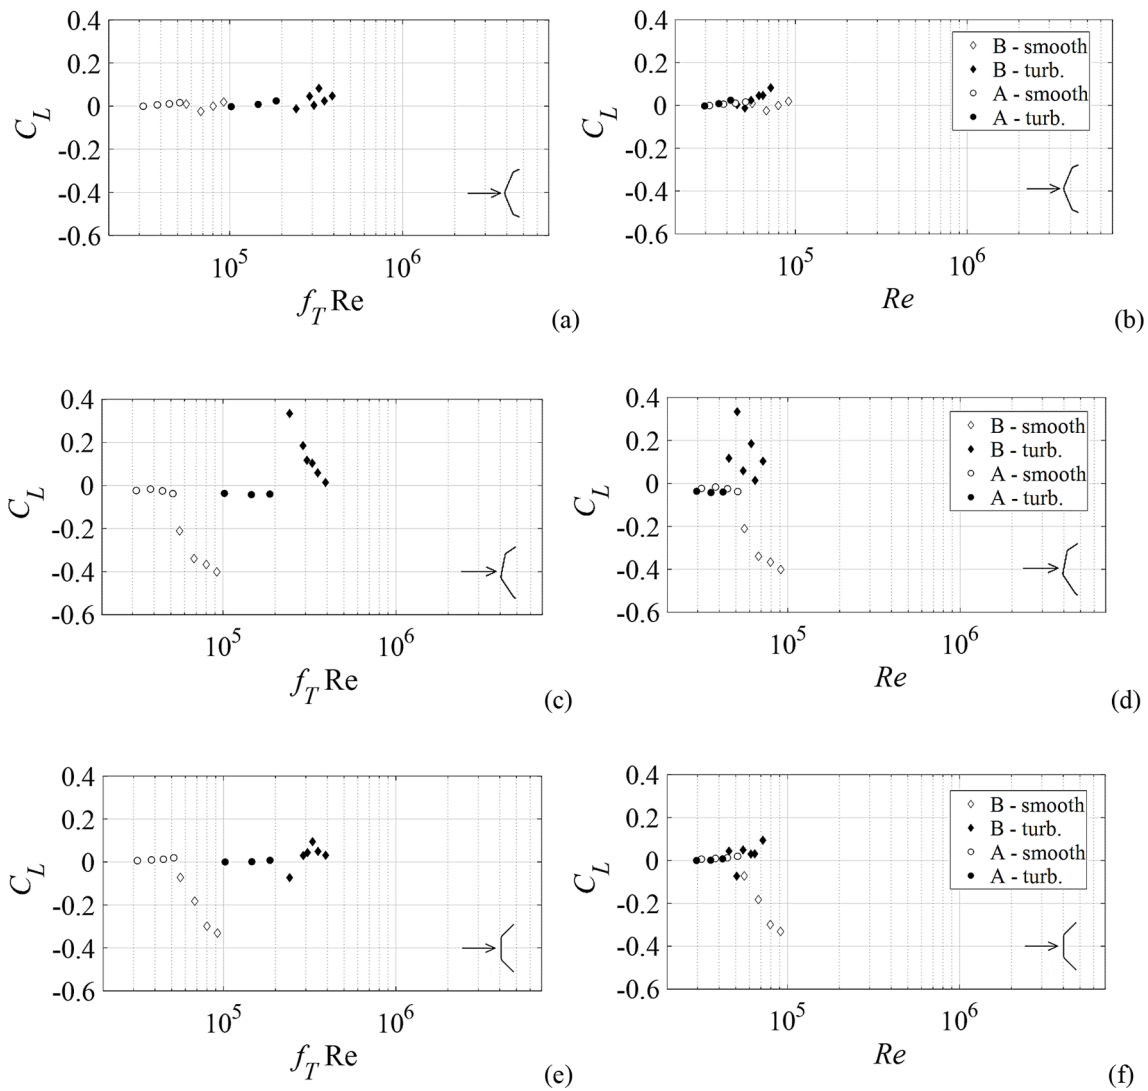 0.4
0.2
0
-0.2
-0.4
-0.6
C_L
10^5
10^6
f_T Re
(a)
0.4
0.2
0
-0.2
-0.4
-0.6
C_L
B - smooth
B - turb.
A - smooth
A - turb.
10^5
10^6
Re
(b)
0.4
0.2
0
-0.2
-0.4
-0.6
C_L
10^5
10^6
f_T Re
(c)
0.4
0.2
0
-0.2
-0.4
-0.6
C_L
B - smooth
B - turb.
A - smooth
A - turb.
10^5
10^6
Re
(d)
0.4
0.2
0
-0.2
-0.4
-0.6
C_L
10^5
10^6
f_T Re
(e)
0.4
0.2
0
-0.2
-0.4
-0.6
C_L
B - smooth
B - turb.
A - smooth
A - turb.
10^5
10^6
Re
(f)